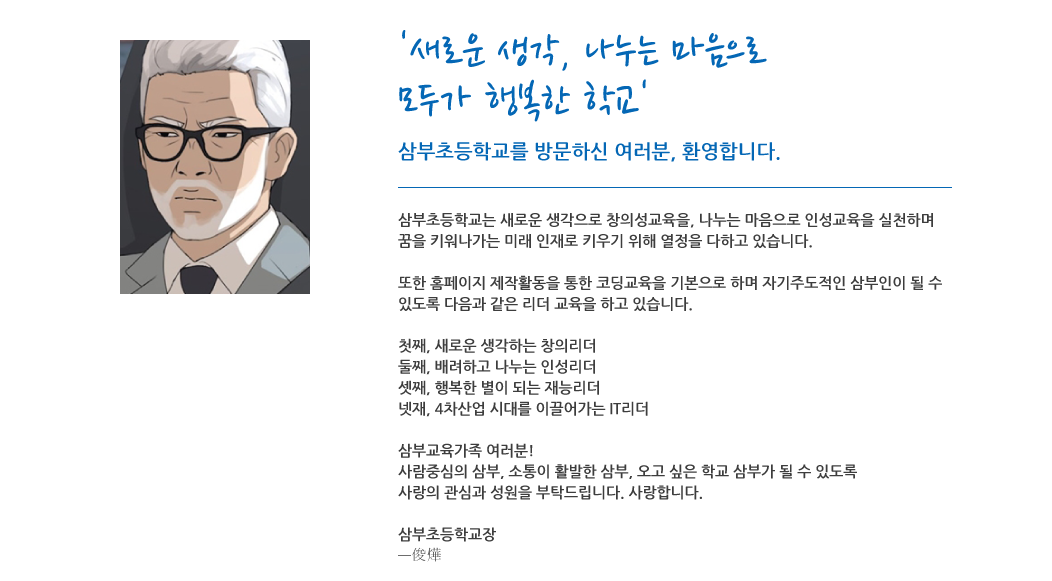 '새로운 생각, 나누는 마음으로
모두가 행복한 학교'
삼부초등학교를 방문하신 여러분, 환영합니다.
삼부초등학교는 새로운 생각으로 창의성교육을, 나누는 마음으로 인성교육을 실천하며
꿈을 키워나가는 미래 인재로 키우기 위해 열정을 다하고 있습니다.
또한 홈페이지 제작활동을 통한 코딩교육을 기본으로 하며 자기주도적인 삼부인이 될 수
있도록 다음과 같은 리더 교육을 하고 있습니다.
첫째, 새로운 생각하는 창의리더
둘째, 배려하고 나누는 인성리더
셋째, 행복한 별이 되는 재능리더
넷재, 4차산업 시대를 이끌어가는 IT리더
삼부교육가족 여러분!
사람중심의 삼부, 소통이 활발한 삼부, 오고 싶은 학교 삼부가 될 수 있도록
사랑의 관심과 성원을 부탁드립니다. 사랑합니다.
삼부초등학교장
一俊燁